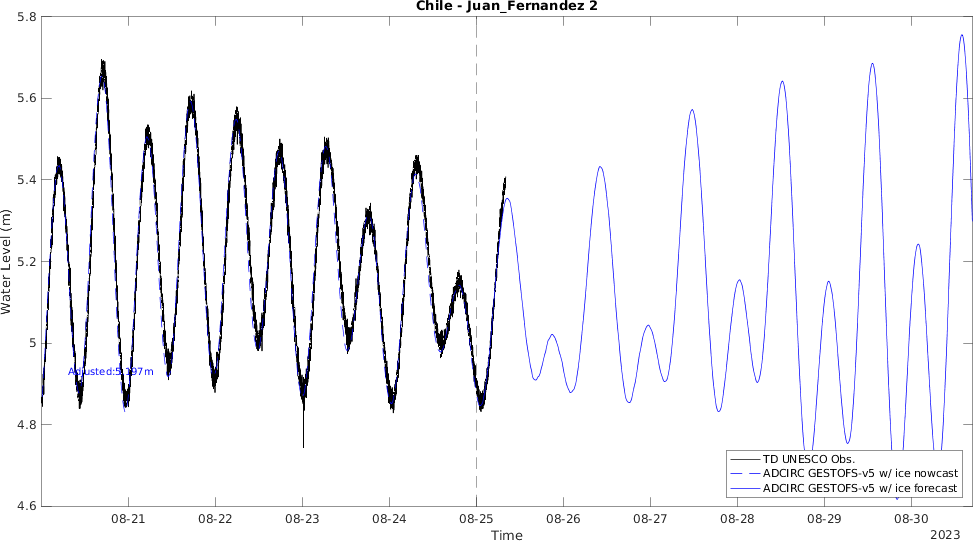 Chile - Juan_Fernandez 2
Water Level (m)
5.8
5.6
5.4
5.2
5
4.8
4.6
Adjusted:5.197m
TD UNESCO Obs.
ADCIRC GESTOFS-v5 w/ ice nowcast
ADCIRC GESTOFS-v5 w/ ice forecast
08-21 08-22 08-23 08-24 08-25 08-26 08-27 08-28 08-29 08-30
Time
2023